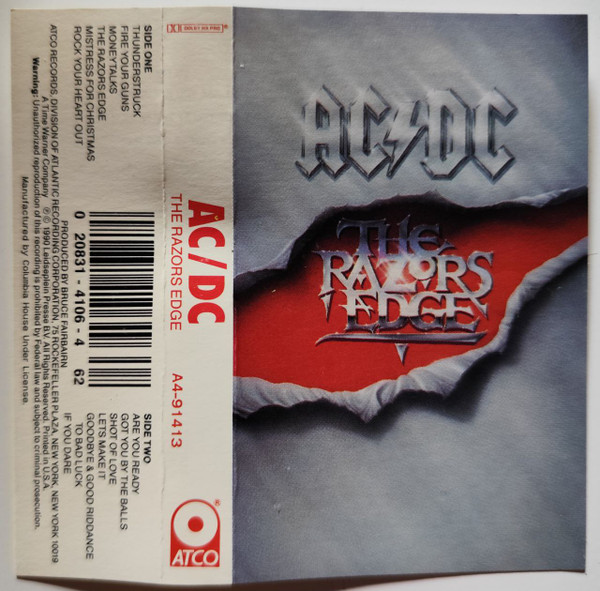 AC/DC
THE
RAZORS
EDGE
AC/DC
THE RAZORS EDGE
A4-91413
®
ATCO
SIDE ONE
THUNDERSTRUCK
FIRE YOUR GUNS
MONEYTALKS
THE RAZORS EDGE
MISTRESS FOR CHRISTMAS
ROCK YOUR HEART OUT
SIDE TWO
ARE YOU READY
GOT YOU BY THE BALLS
SHOT OF LOVE
LETS MAKE IT
GOODBYE & GOOD RIDDANCE
TO BAD LUCK
IF YOU DARE
0 20831-4106-4 62
PRODUCED BY BRUCE FAIRBAIRN
ATCO RECORDS, DIVISION OF ATLANTIC RECORDING CORPORATION, 75 ROCKEFELLER PLAZA, NEW YORK, NEW YORK 10019
A Time Warner Company ℗© 1990 Leidseplein Presse B.V. All Rights Reserved. Printed in U.S.A.
Warning: Unauthorized reproduction of this recording is prohibited by Federal law and subject to criminal prosecution.
Manufactured by Columbia House Under License.